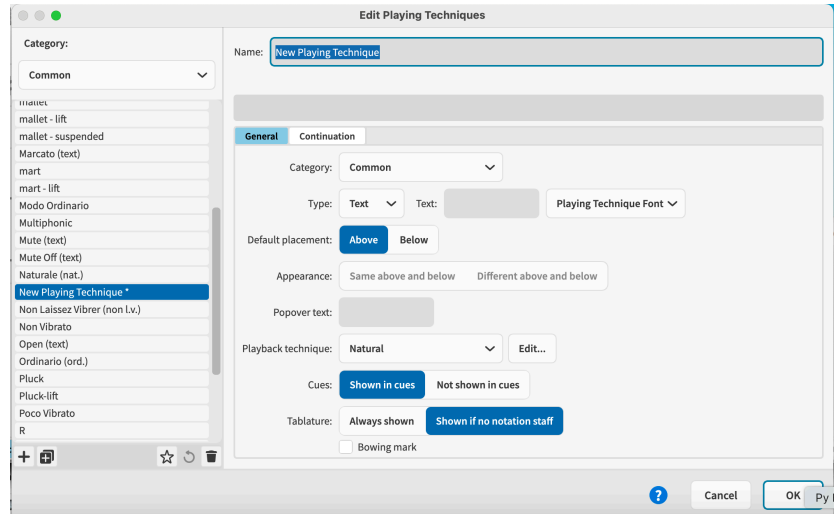 Edit Playing Techniques
Category:
Common
mallet
mallet - lift
mallet - suspended
Marcato (text)
mart
mart - lift
Modo Ordinario
Multiphonic
Mute (text)
Mute Off (text)
Naturale (nat.)
New Playing Technique *
Non Laissez Vibrer (non l.v.)
Non Vibrato
Open (text)
Ordinario (ord.)
Pluck
Pluck-lift
Poco Vibrato
R
Name: New Playing Technique
General Continuation
Category: Common
Type: Text Text: Playing Technique Font
Default placement: Above Below
Appearance: Same above and below Different above and below
Popover text:
Playback technique: Natural Edit...
Cues: Shown in cues Not shown in cues
Tablature: Always shown Shown if no notation staff
Bowing mark
? Cancel OK
Py